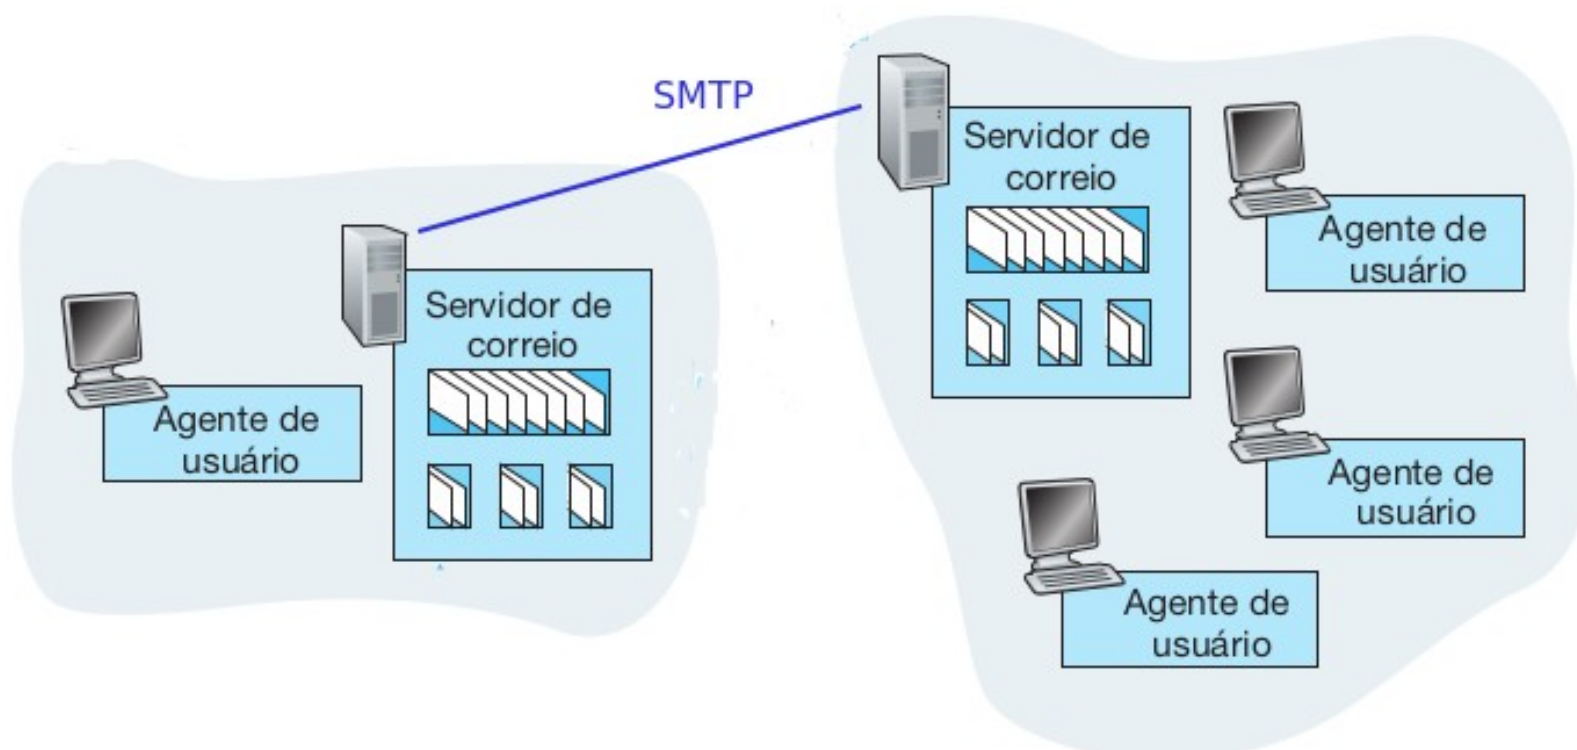 SMTP
Servidor de
correio
Agente de
usuário
Servidor de
correio
Agente de
usuário
Agente de
usuário
Agente de
usuário